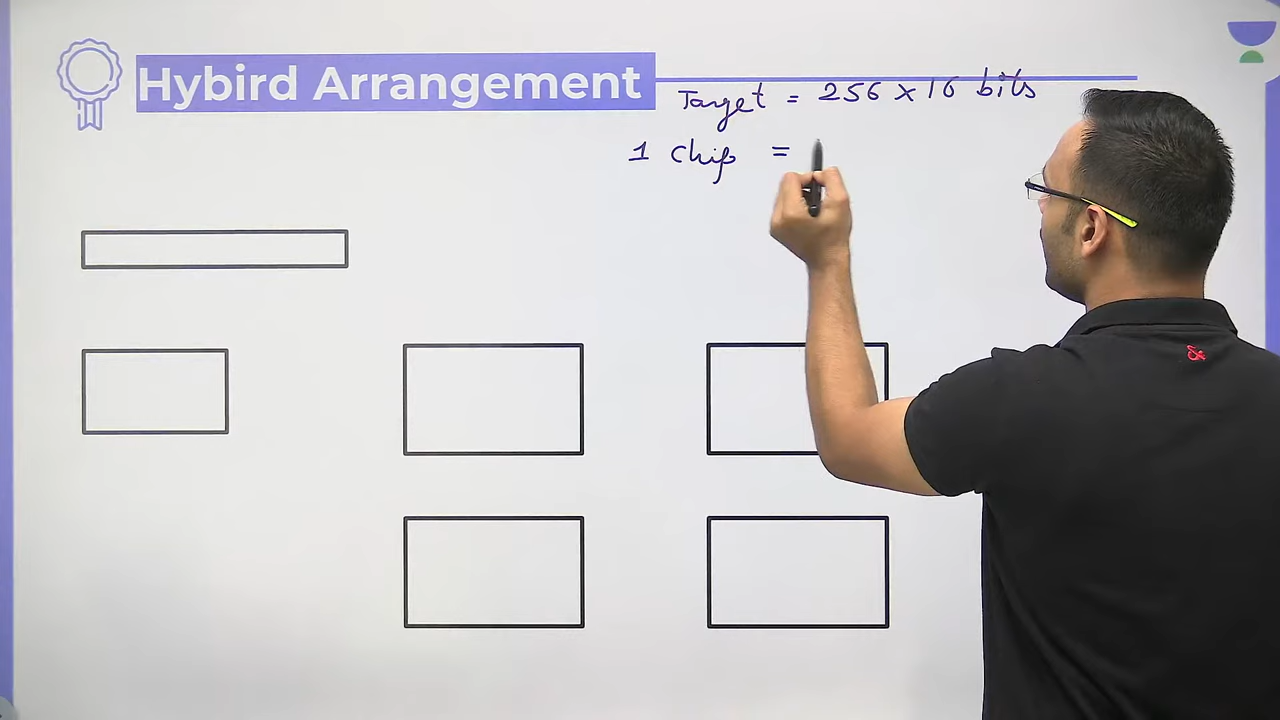 Hybird Arrangement
Target = 256 x 16 bits
1 chip =